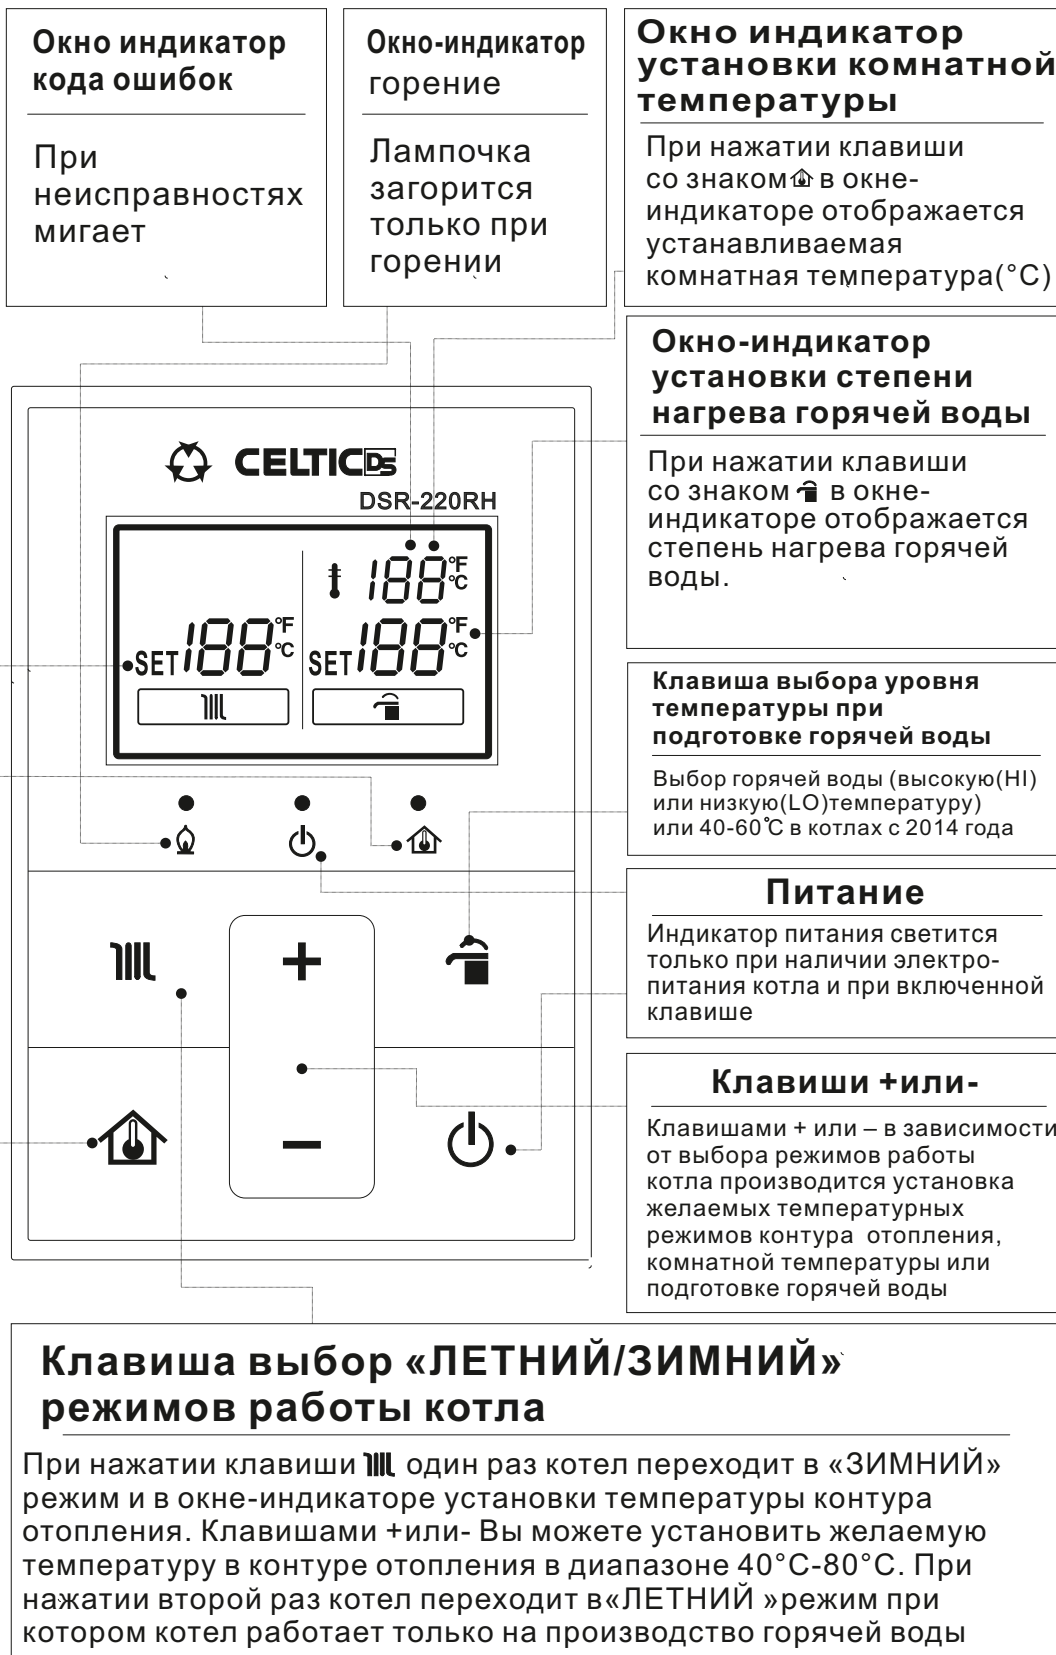 Окно индикатор
кода ошибок
При
неисправностях
мигает
Окно-индикатор
горение
Лампочка
загорится
только при
горении
Окно индикатор
установки комнатной
температуры
При нажатии клавиши
со знаком в окне-
индикаторе отображается
устанавливаемая
комнатная температура(°C)
Окно-индикатор
установки степени
нагрева горячей воды
При нажатии клавиши
со знаком в окне-
индикаторе отображается
степень нагрева горячей
воды.
CELTIC DS
DSR-220RH
188 °F °C
SET 188 °F °C
SET 188 °F °C
Клавиша выбора уровня
температуры при
подготовке горячей воды
Выбор горячей воды (высокую(HI)
или низкую(LO)температуру)
или 40-60°C в котлах с 2014 года
Питание
Индикатор питания светится
только при наличии электро-
питания котла и при включенной
клавише
+
−
Клавиши +или-
Клавишами + или – в зависимости
от выбора режимов работы
котла производится установка
желаемых температурных
режимов контура отопления,
комнатной температуры или
подготовке горячей воды
Клавиша выбор «ЛЕТНИЙ/ЗИМНИЙ»
режимов работы котла
При нажатии клавиши один раз котел переходит в «ЗИМНИЙ»
режим и в окне-индикаторе установки температуры контура
отопления. Клавишами +или- Вы можете установить желаемую
температуру в контуре отопления в диапазоне 40°C-80°C. При
нажатии второй раз котел переходит в«ЛЕТНИЙ »режим при
котором котел работает только на производство горячей воды